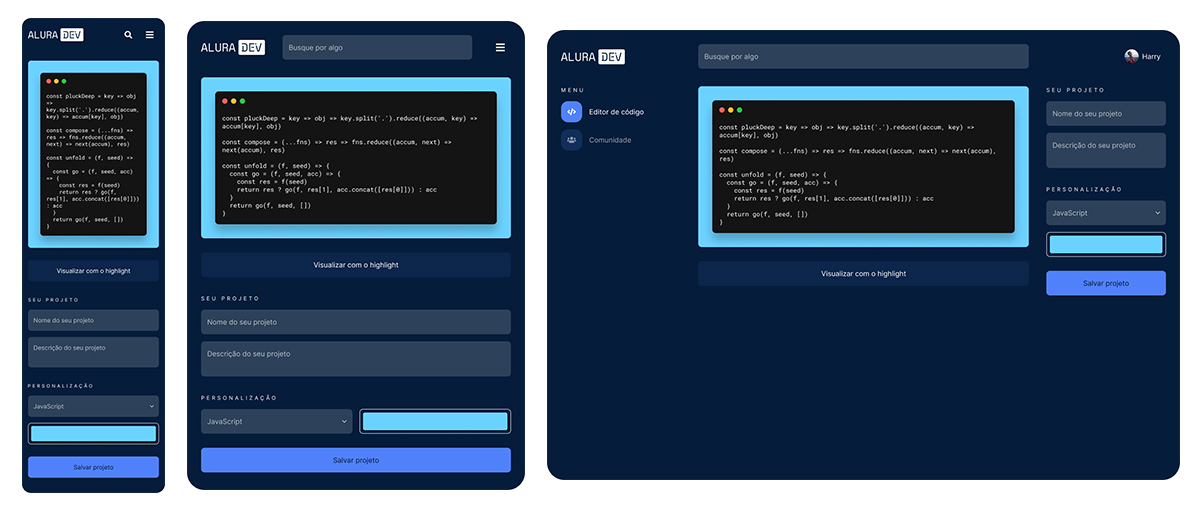 ALURA DEV
const pluckDeep = key => obj
=>
key.split('.').reduce((accum,
key) => accum[key], obj)
const compose = (...fns) =>
res => fns.reduce((accum,
next) => next(accum), res)
const unfold = (f, seed) =>
{
const go = (f, seed, acc)
=> {
const res = f(seed)
return res ? go(f,
res[1], acc.concat([res[0]]))
: acc
}
return go(f, seed, [])
}
Visualizar com o highlight
SEU PROJETO
Nome do seu projeto
Descrição do seu projeto
PERSONALIZAÇÃO
JavaScript
Salvar projeto
ALURA DEV
Busque por algo
const pluckDeep = key => obj => key.split('.').reduce((accum, key) =>
accum[key], obj)
const compose = (...fns) => res => fns.reduce((accum, next) =>
next(accum), res)
const unfold = (f, seed) => {
const go = (f, seed, acc) => {
const res = f(seed)
return res ? go(f, res[1], acc.concat([res[0]])) : acc
}
return go(f, seed, [])
}
Visualizar com o highlight
SEU PROJETO
Nome do seu projeto
Descrição do seu projeto
PERSONALIZAÇÃO
JavaScript
Salvar projeto
ALURA DEV
Busque por algo
Harry
MENU
Editor de código
Comunidade
const pluckDeep = key => obj => key.split('.').reduce((accum, key) =>
accum[key], obj)
const compose = (...fns) => res => fns.reduce((accum, next) => next(accum),
res)
const unfold = (f, seed) => {
const go = (f, seed, acc) => {
const res = f(seed)
return res ? go(f, res[1], acc.concat([res[0]])) : acc
}
return go(f, seed, [])
}
Visualizar com o highlight
SEU PROJETO
Nome do seu projeto
Descrição do seu projeto
PERSONALIZAÇÃO
JavaScript
Salvar projeto